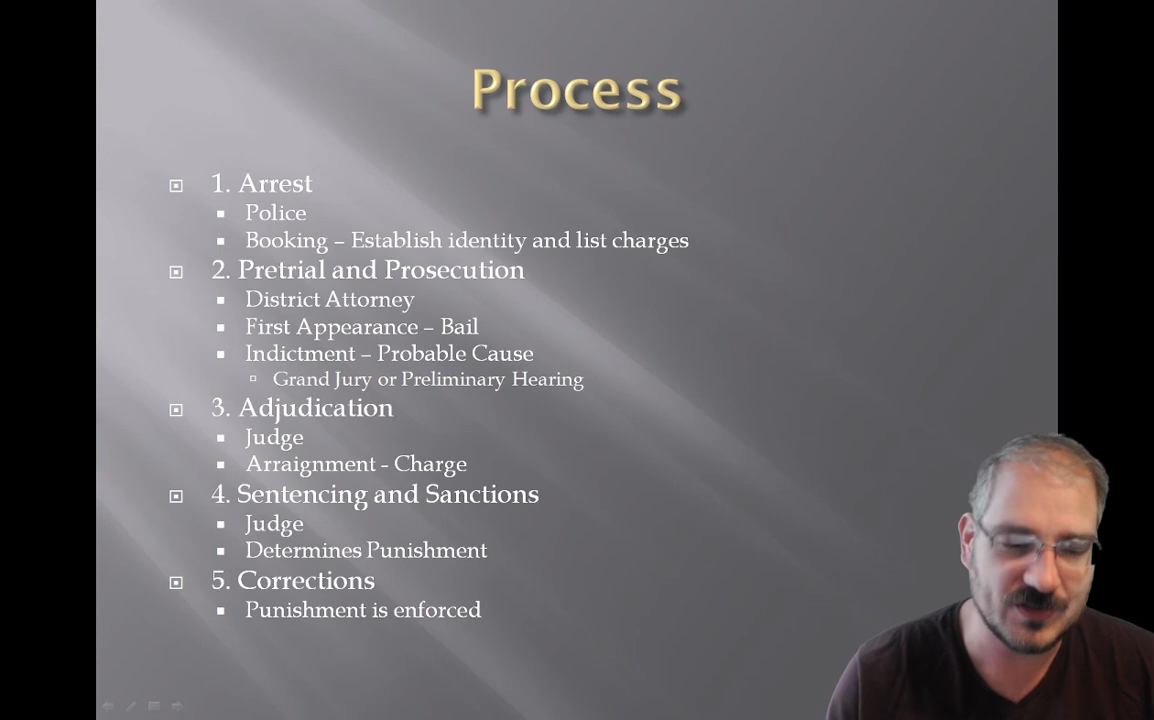 Process
1. Arrest
Police
Booking – Establish identity and list charges
2. Pretrial and Prosecution
District Attorney
First Appearance – Bail
Indictment – Probable Cause
Grand Jury or Preliminary Hearing
3. Adjudication
Judge
Arraignment - Charge
4. Sentencing and Sanctions
Judge
Determines Punishment
5. Corrections
Punishment is enforced